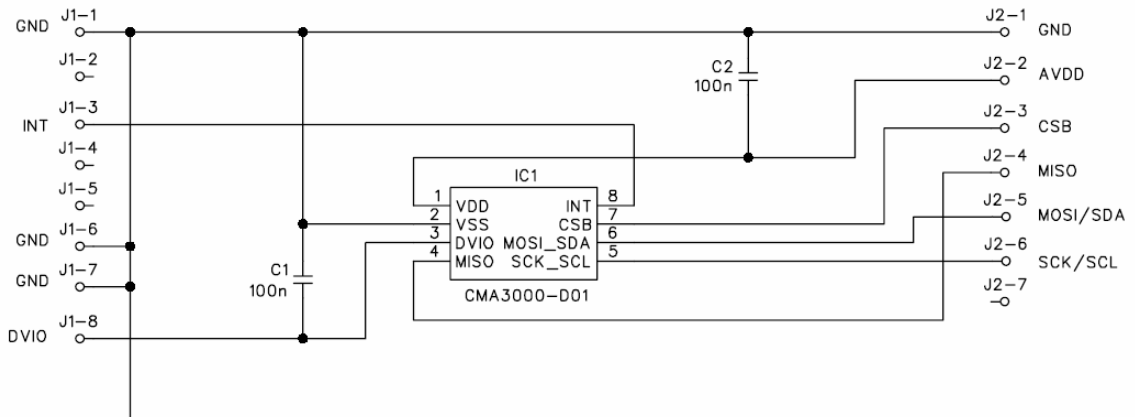 J1-1
GND
J1-2
J1-3
INT
J1-4
J1-5
J1-6
GND
J1-7
GND
J1-8
DVIO
C1
100n
C2
100n
IC1
1 VDD INT 8
2 VSS CSB 7
3 DVIO MOSI_SDA 6
4 MISO SCK_SCL 5
CMA3000-D01
J2-1
GND
J2-2
AVDD
J2-3
CSB
J2-4
MISO
J2-5
MOSI/SDA
J2-6
SCK/SCL
J2-7